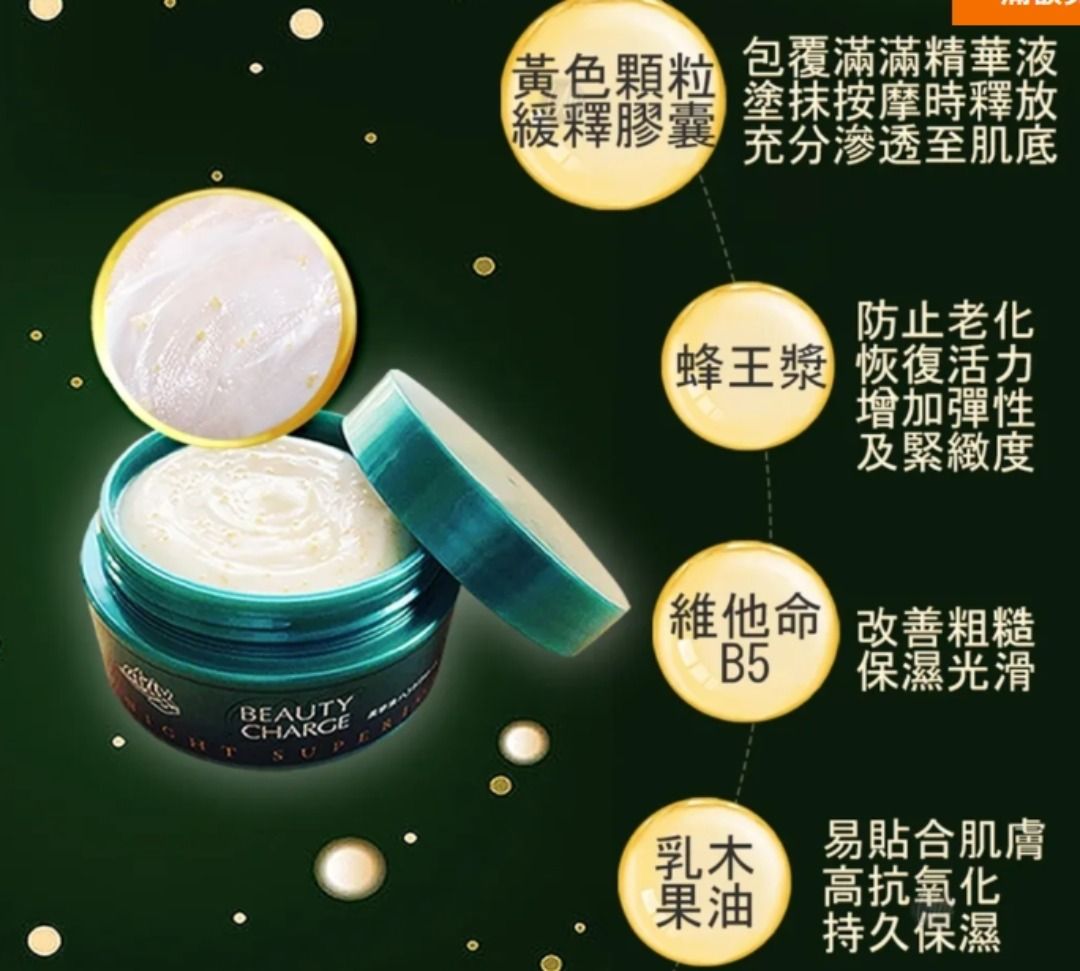 黃色顆粒
緩釋膠囊
包覆滿滿精華液
塗抹按摩時釋放
充分滲透至肌底
蜂王漿
防止老化
恢復活力
增加彈性
及緊緻度
維他命
B5
改善粗糙
保濕光滑
BEAUTY
CHARGE
NIGHT SUPER
乳木
果油
易貼合肌膚
高抗氧化
持久保濕